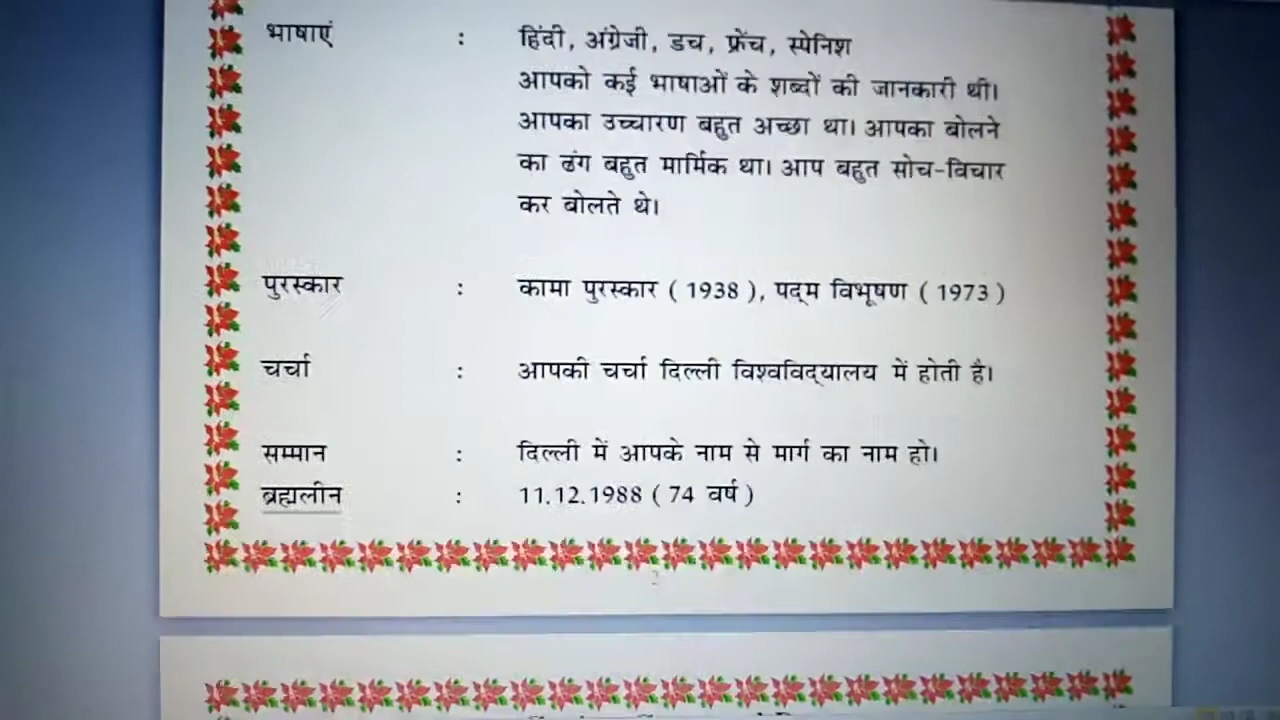 भाषाएं : हिंदी, अंग्रेजी, डच, फ्रेंच, स्पेनिश
आपको कई भाषाओं के शब्दों की जानकारी थी।
आपका उच्चारण बहुत अच्छा था। आपका बोलने
का ढंग बहुत मार्मिक था। आप बहुत सोच-विचार
कर बोलते थे।
पुरस्कार : कामा पुरस्कार ( 1938 ), पद्म विभूषण ( 1973 )
चर्चा : आपकी चर्चा दिल्ली विश्वविद्यालय में होती है।
सम्मान : दिल्ली में आपके नाम से मार्ग का नाम हो।
ब्रह्मलीन : 11.12.1988 ( 74 वर्ष )
2